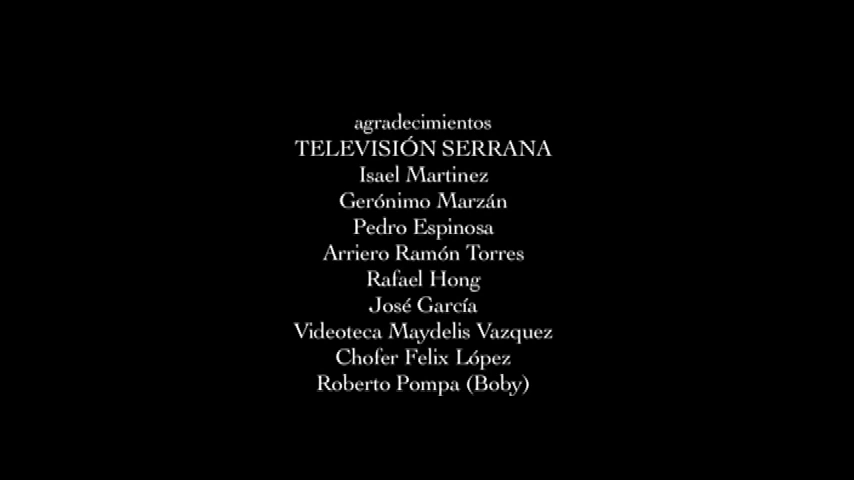 agradecimientos
TELEVISIÓN SERRANA
Isael Martinez
Gerónimo Marzán
Pedro Espinosa
Arriero Ramón Torres
Rafael Hong
José García
Videoteca Maydelis Vazquez
Chofer Felix López
Roberto Pompa (Boby)